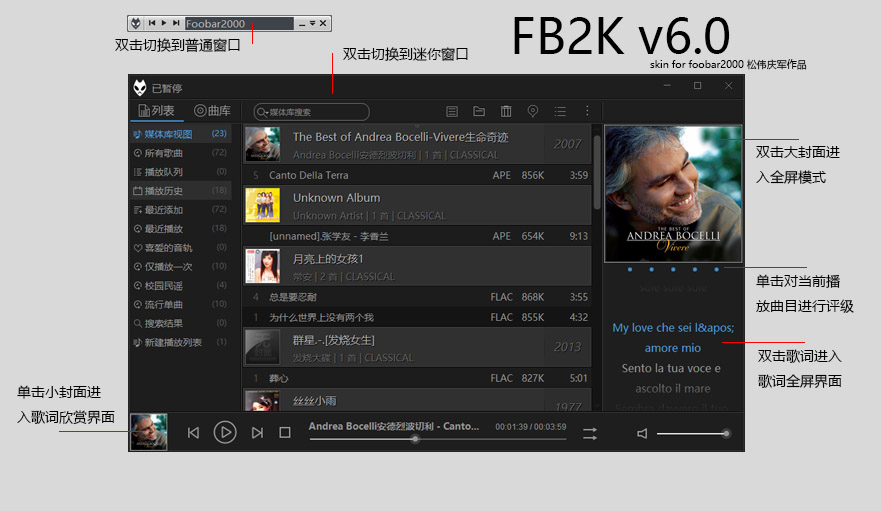 Foobar2000
双击切换到普通窗口
双击切换到迷你窗口
FB2K v6.0
skin for foobar2000 松伟庆军作品
已暂停
列表
曲库
媒体库搜索
媒体库视图 (23)
所有歌曲 (72)
播放队列 (0)
播放历史 (18)
最近添加 (72)
最近播放 (18)
喜爱的音轨 (0)
仅播放一次 (10)
校园民谣 (4)
流行单曲 (10)
搜索结果 (0)
新建播放列表 (1)
The Best of Andrea Bocelli-Vivere生命奇迹
2007
Andrea Bocelli安德烈波切利 | 1 首 | CLASSICAL
5 Canto Della Terra APE 856K 3:59
Unknown Album
Unknown Artist | 1 首 | CLASSICAL
[unnamed].张学友 - 李香兰 APE 654K 9:13
月亮上的女孩1
常安 | 2 首 | CLASSICAL
4 总是要忍耐 FLAC 868K 3:55
1 为什么世界上没有两个我 FLAC 855K 4:32
群星.-.[发烧女生]
2013
发烧大碟 | 1 首 | CLASSICAL
1 葬心 FLAC 827K 5:01
丝丝小雨
1977
THE BEST OF
ANDREA BOCELLI
Vivere
My love che sei l&apos;
amore mio
Sento la tua voce e
ascolto il mare
双击大封面进
入全屏模式
单击对当前播
放曲目进行评级
双击歌词进入
歌词全屏界面
单击小封面进
入歌词欣赏界面
Andrea Bocelli安德烈波切利 - Canto...
00:01:39 / 00:03:59